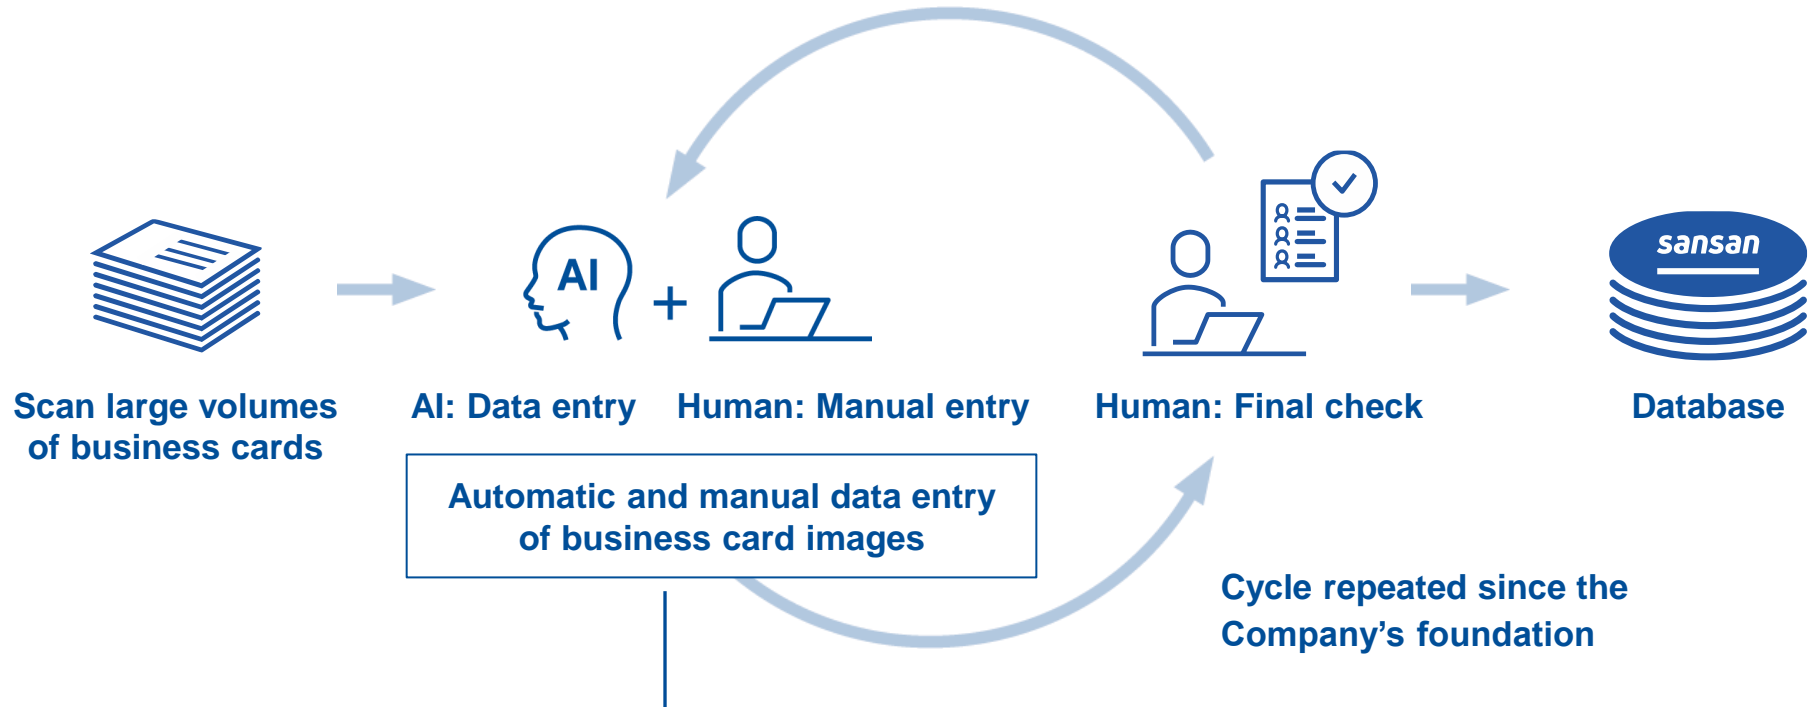 AI
+
sansan
Scan large volumes
of business cards
AI: Data entry
Human: Manual entry
Human: Final check
Database
Automatic and manual data entry
of business card images
Cycle repeated since the
Company’s foundation